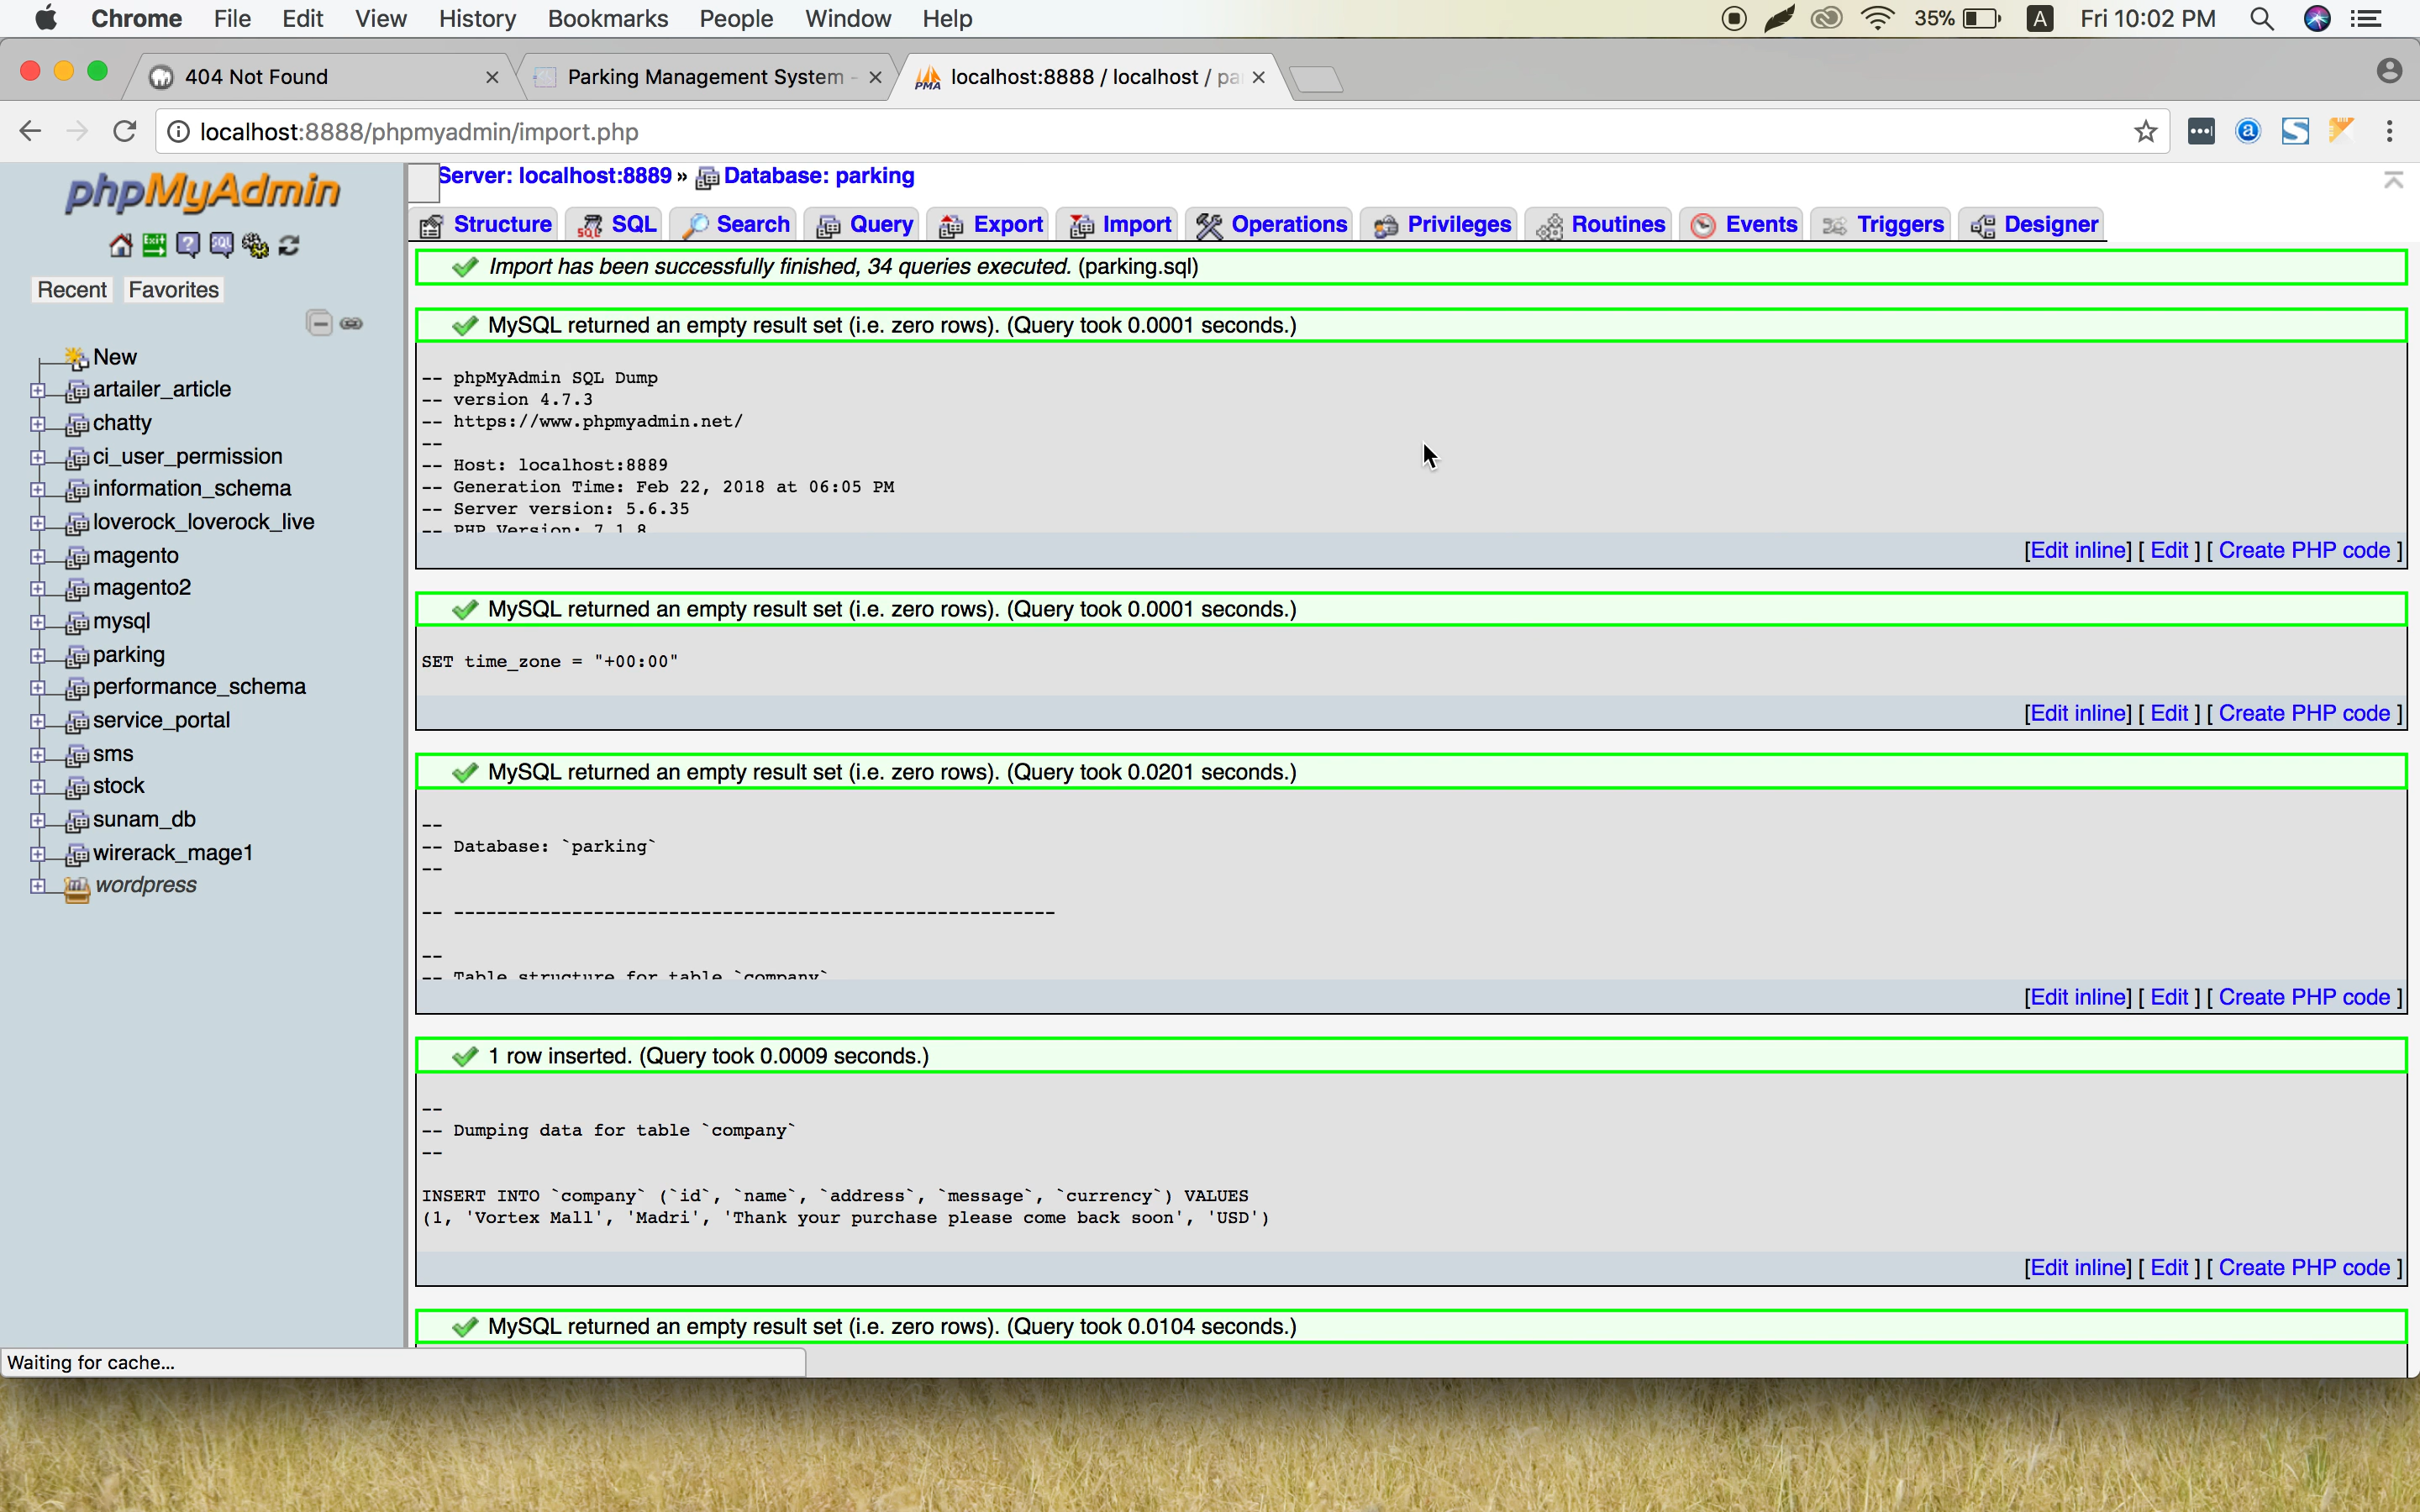 Chrome File Edit View History Bookmarks People Window Help 35% A Fri 10:02 PM
404 Not Found Parking Management System - localhost:8888 / localhost / pa
localhost:8888/phpmyadmin/import.php
phpMyAdmin
Recent Favorites
New
artailer_article
chatty
ci_user_permission
information_schema
loverock_loverock_live
magento
magento2
mysql
parking
performance_schema
service_portal
sms
stock
sunam_db
wirerack_mage1
wordpress
Server: localhost:8889 » Database: parking
Structure SQL Search Query Export Import Operations Privileges Routines Events Triggers Designer
Import has been successfully finished, 34 queries executed. (parking.sql)
MySQL returned an empty result set (i.e. zero rows). (Query took 0.0001 seconds.)
-- phpMyAdmin SQL Dump
-- version 4.7.3
-- https://www.phpmyadmin.net/
--
-- Host: localhost:8889
-- Generation Time: Feb 22, 2018 at 06:05 PM
-- Server version: 5.6.35
-- PHP Version: 7.1.8
[Edit inline] [ Edit ] [ Create PHP code ]
MySQL returned an empty result set (i.e. zero rows). (Query took 0.0001 seconds.)
SET time_zone = "+00:00"
[Edit inline] [ Edit ] [ Create PHP code ]
MySQL returned an empty result set (i.e. zero rows). (Query took 0.0201 seconds.)
--
-- Database: `parking`
--
-- --------------------------------------------------------
--
-- Table structure for table `company`
[Edit inline] [ Edit ] [ Create PHP code ]
1 row inserted. (Query took 0.0009 seconds.)
--
-- Dumping data for table `company`
--
INSERT INTO `company` (`id`, `name`, `address`, `message`, `currency`) VALUES
(1, 'Vortex Mall', 'Madri', 'Thank your purchase please come back soon', 'USD')
[Edit inline] [ Edit ] [ Create PHP code ]
MySQL returned an empty result set (i.e. zero rows). (Query took 0.0104 seconds.)
Waiting for cache...